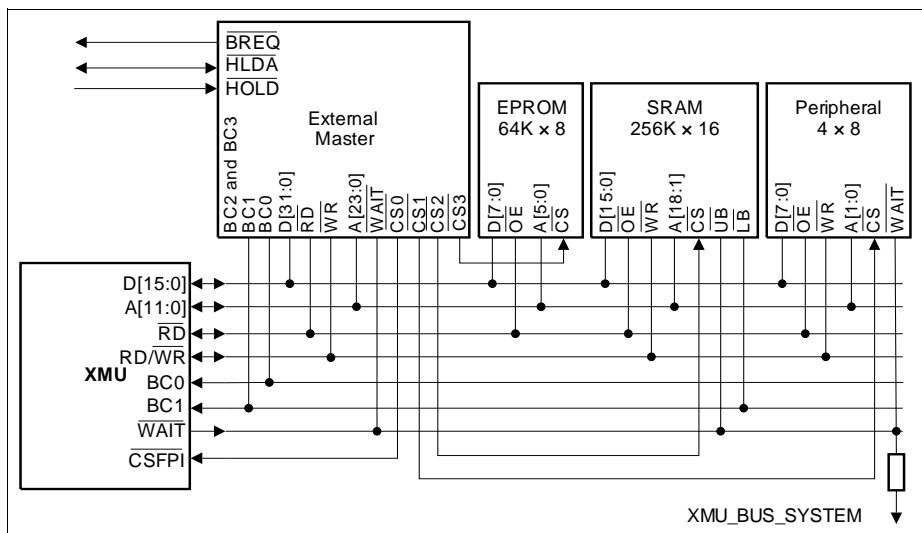 BREQ
HLDA
HOLD
External
Master
BC2 and BC3
BC1
BC0
D[31:0]
RD
WR
A[23:0]
WAIT
CS0
CS1
CS2
CS3
EPROM
64K × 8
D[7:0]
OE
A[5:0]
CS
SRAM
256K × 16
D[15:0]
OE
WR
A[18:1]
CS
UB
LB
Peripheral
4 × 8
D[7:0]
OE
WR
A[1:0]
CS
WAIT
XMU
D[15:0]
A[11:0]
RD
RD/WR
BC0
BC1
WAIT
CSFPI
XMU_BUS_SYSTEM